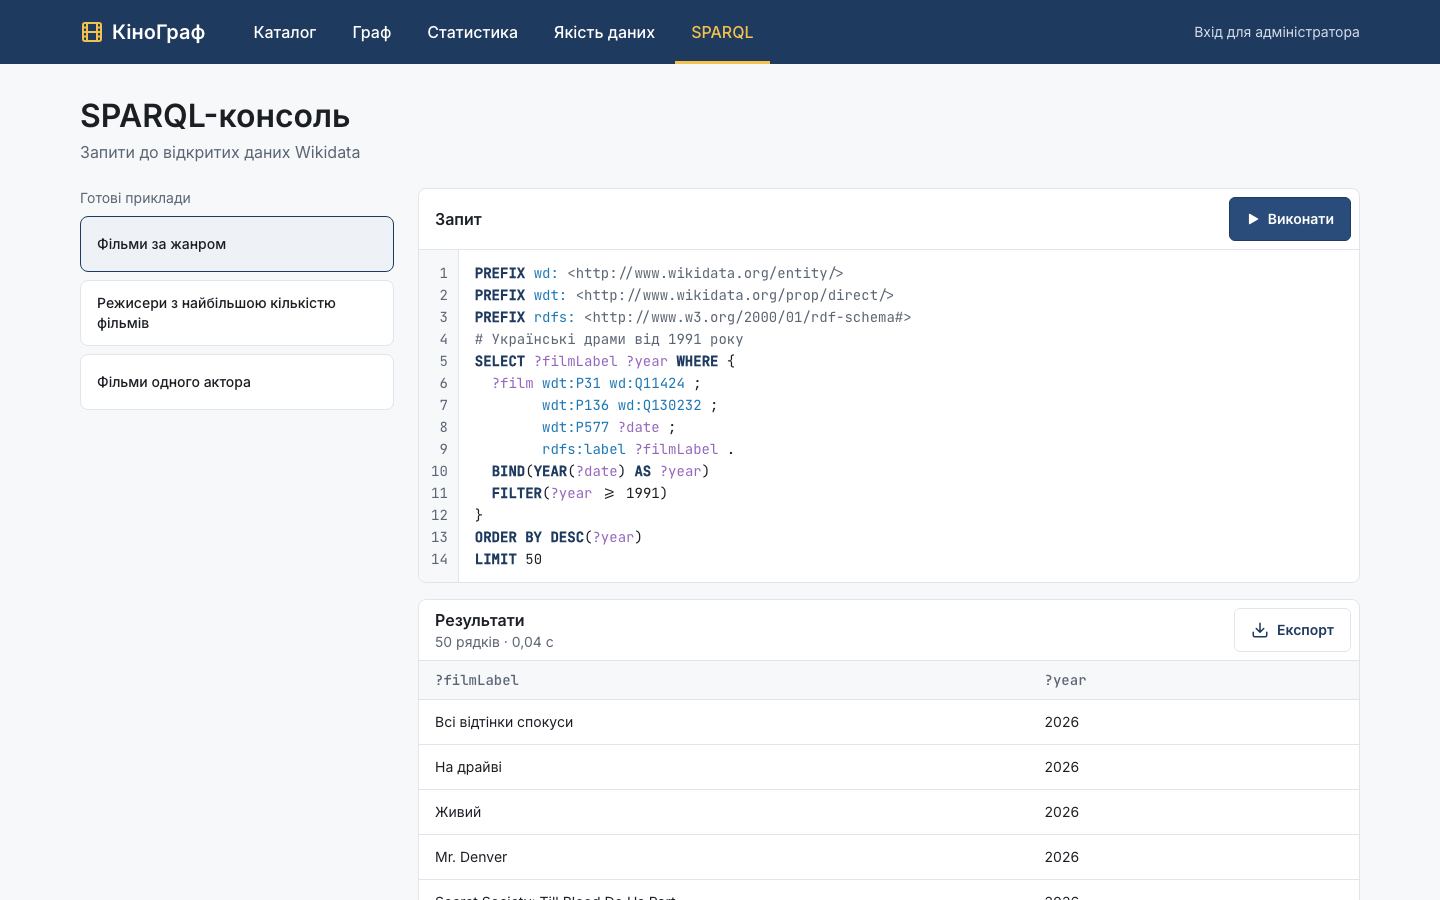 КіноГраф
Каталог
Граф
Статистика
Якість даних
SPARQL
Вхід для адміністратора
SPARQL-консоль
Запити до відкритих даних Wikidata
Готові приклади
Фільми за жанром
Режисери з найбільшою кількістю
фільмів
Фільми одного актора
Запит
Виконати
1 PREFIX wd: <http://www.wikidata.org/entity/>
2 PREFIX wdt: <http://www.wikidata.org/prop/direct/>
3 PREFIX rdfs: <http://www.w3.org/2000/01/rdf-schema#>
4 # Українські драми від 1991 року
5 SELECT ?filmLabel ?year WHERE {
6 ?film wdt:P31 wd:Q11424 ;
7 wdt:P136 wd:Q130232 ;
8 wdt:P577 ?date ;
9 rdfs:label ?filmLabel .
10 BIND(YEAR(?date) AS ?year)
11 FILTER(?year >= 1991)
12 }
13 ORDER BY DESC(?year)
14 LIMIT 50
Результати
50 рядків · 0,04 с
Експорт
?filmLabel ?year
Всі відтінки спокуси 2026
На драйві 2026
Живий 2026
Mr. Denver 2026